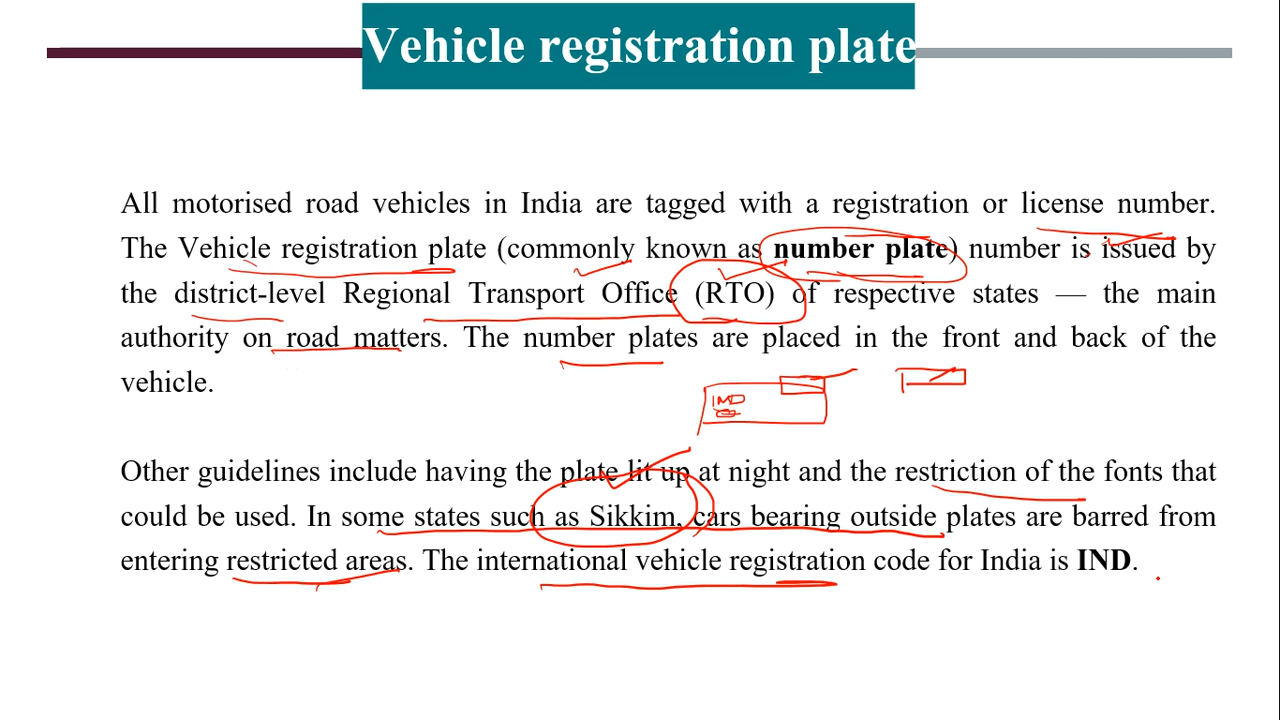 Vehicle registration plate
All motorised road vehicles in India are tagged with a registration or license number.
The Vehicle registration plate (commonly known as number plate) number is issued by
the district-level Regional Transport Office (RTO) of respective states — the main
authority on road matters. The number plates are placed in the front and back of the
vehicle.
IND
Other guidelines include having the plate lit up at night and the restriction of the fonts that
could be used. In some states such as Sikkim, cars bearing outside plates are barred from
entering restricted areas. The international vehicle registration code for India is IND.